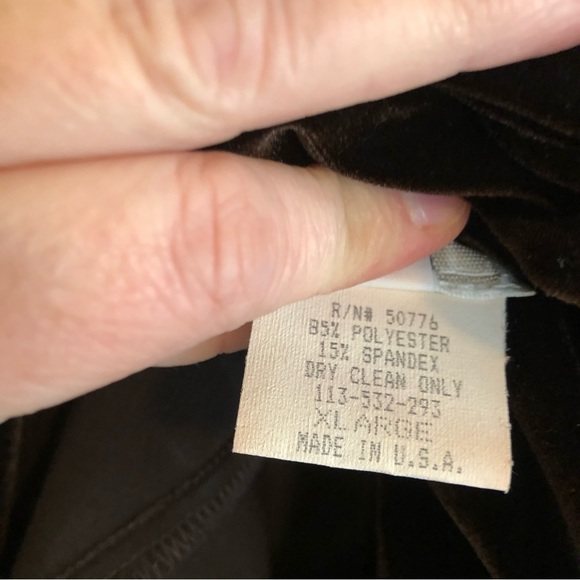 R/N# 50776
85% POLYESTER
15% SPANDEX
DRY CLEAN ONLY
113-532-293
XLARGE
MADE IN U.S.A.